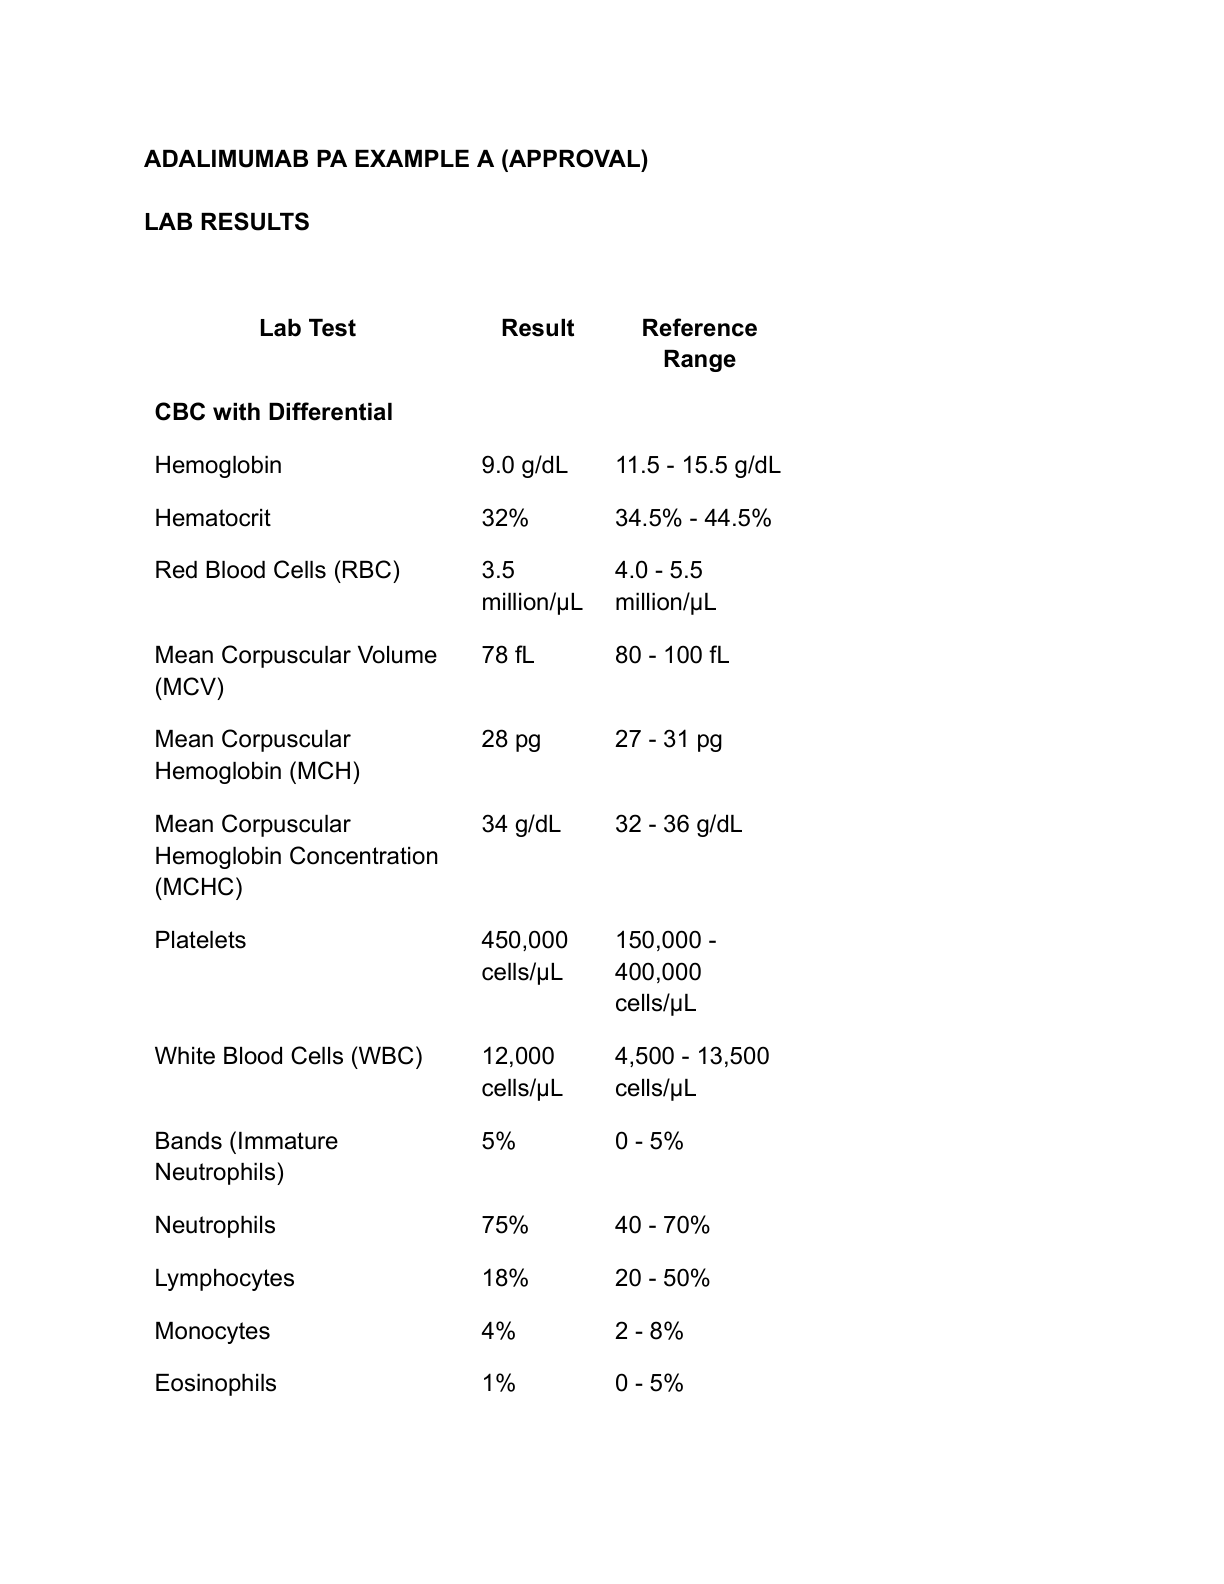 ADALIMUMAB PA EXAMPLE A (APPROVAL)
LAB RESULTS
Lab Test Result Reference
Range
CBC with Differential
Hemoglobin 9.0 g/dL 11.5 - 15.5 g/dL
Hematocrit 32% 34.5% - 44.5%
Red Blood Cells (RBC) 3.5 4.0 - 5.5
million/µL million/µL
Mean Corpuscular Volume 78 fL 80 - 100 fL
(MCV)
Mean Corpuscular 28 pg 27 - 31 pg
Hemoglobin (MCH)
Mean Corpuscular 34 g/dL 32 - 36 g/dL
Hemoglobin Concentration
(MCHC)
Platelets 450,000 150,000 -
cells/µL 400,000
cells/µL
White Blood Cells (WBC) 12,000 4,500 - 13,500
cells/µL cells/µL
Bands (Immature 5% 0 - 5%
Neutrophils)
Neutrophils 75% 40 - 70%
Lymphocytes 18% 20 - 50%
Monocytes 4% 2 - 8%
Eosinophils 1% 0 - 5%